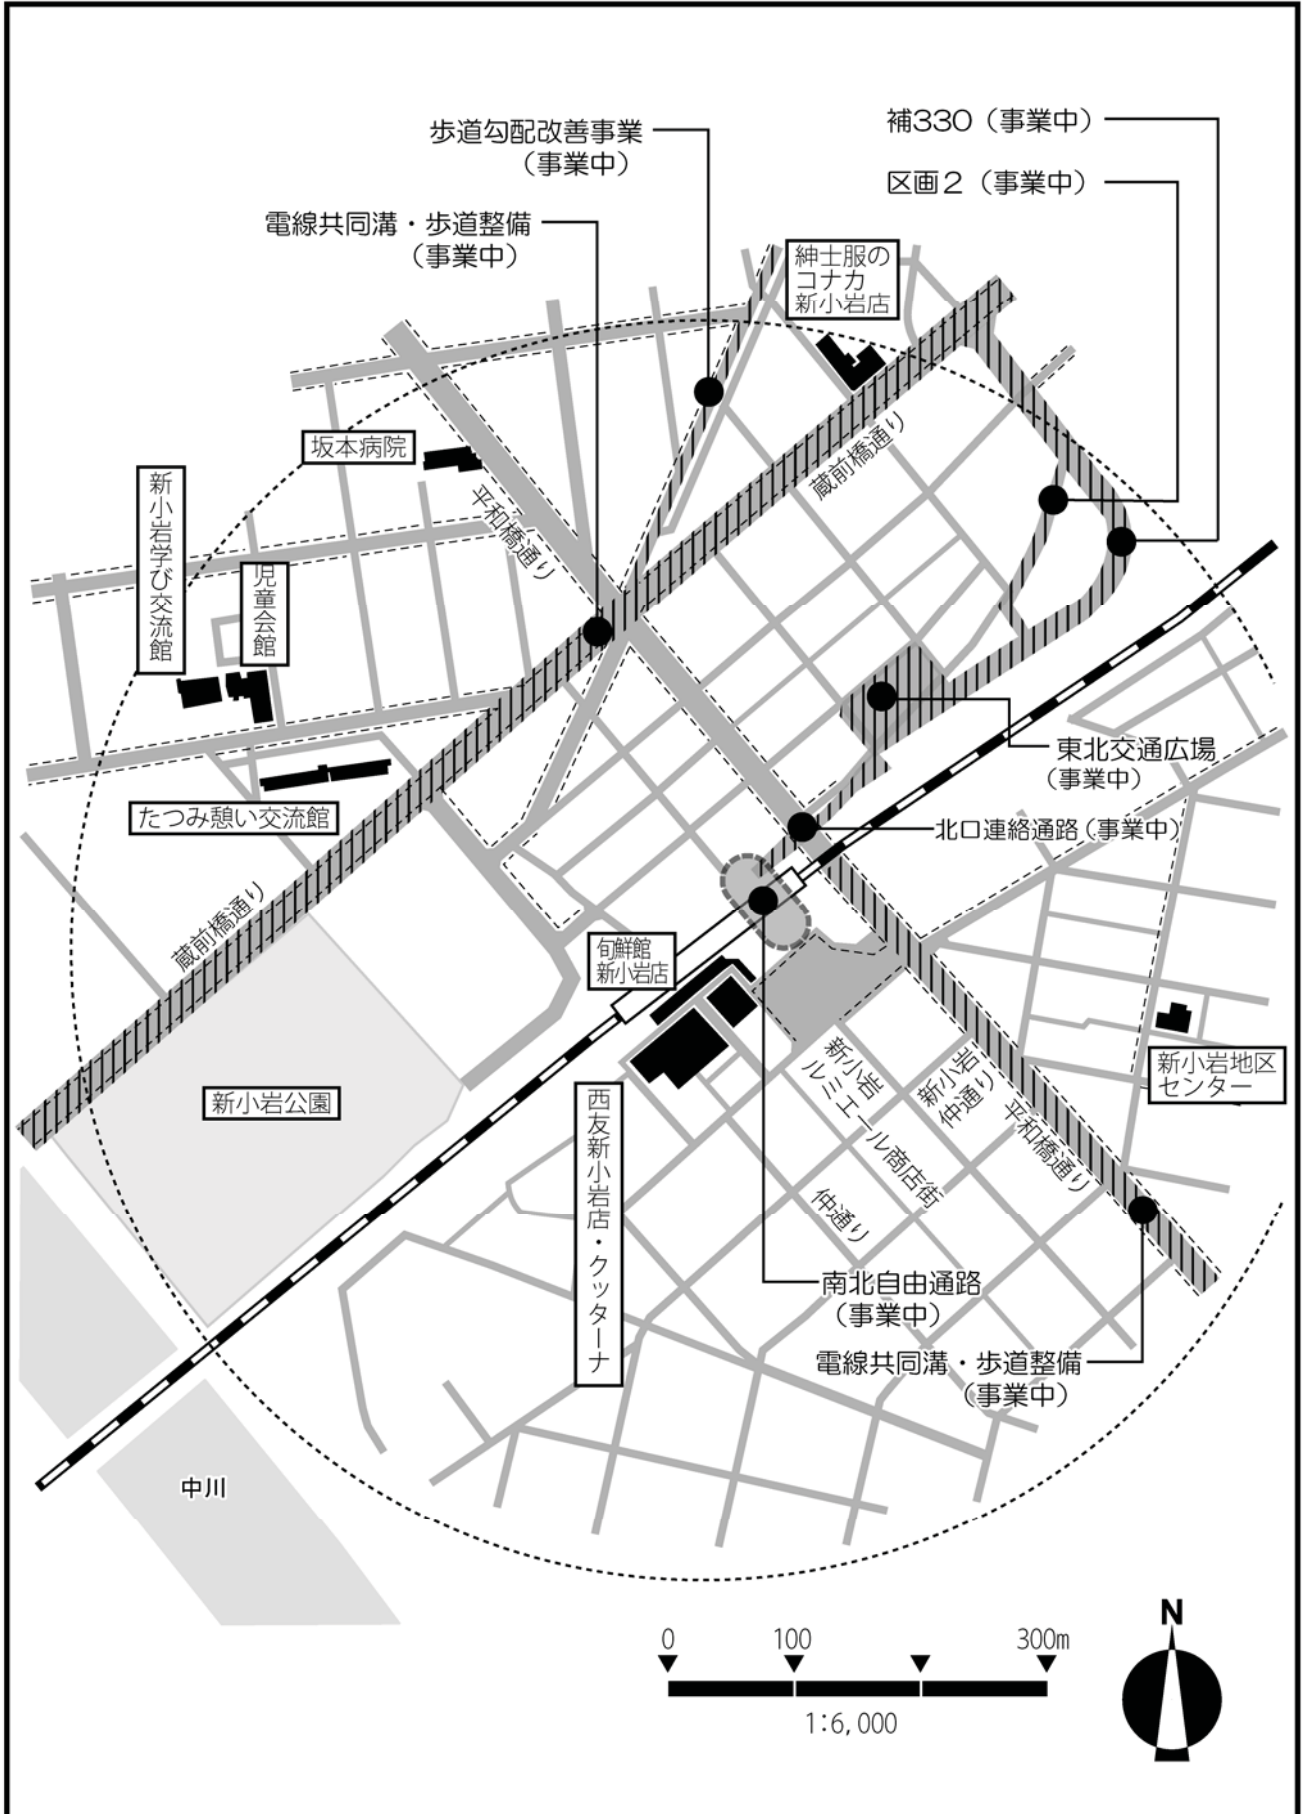 補330（事業中）
歩道勾配改善事業
（事業中）
区画2（事業中）
電線共同溝・歩道整備
（事業中）
紳士服の
コナカ
新小岩店
坂本病院
蔵前橋通り
平和橋通り
新小岩学び交流館
児童会館
東北交通広場
（事業中）
たつみ憩い交流館
北口連絡通路（事業中）
蔵前橋通り
旬鮮館
新小岩店
新小岩地区
センター
新小岩公園
新小岩
ルミエール商店街
新小岩
仲通り
平和橋通り
西友新小岩店・クッターナ
仲通り
南北自由通路
（事業中）
電線共同溝・歩道整備
（事業中）
中川
N
0 100 300m
1:6,000